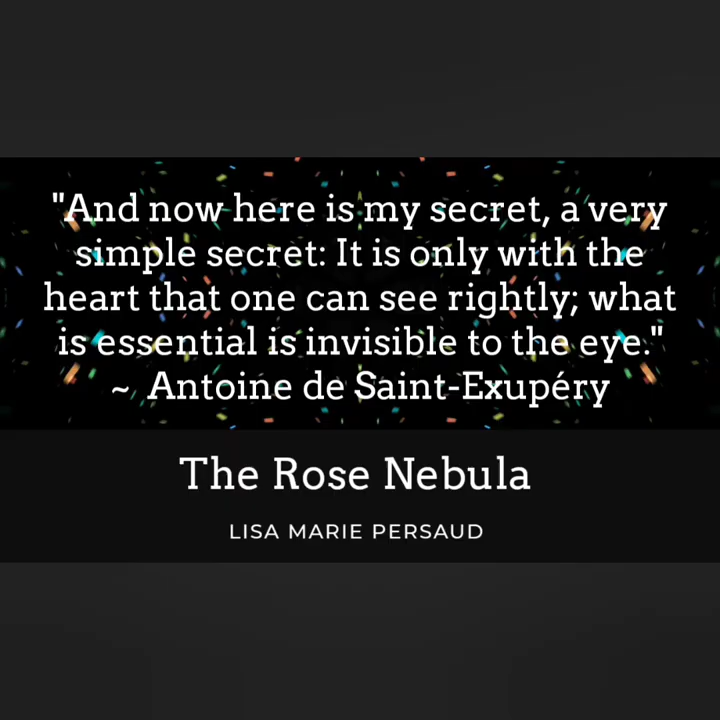 "And now here is my secret, a very
simple secret: It is only with the
heart that one can see rightly; what
is essential is invisible to the eye."
~ Antoine de Saint-Exupéry
The Rose Nebula
LISA MARIE PERSAUD